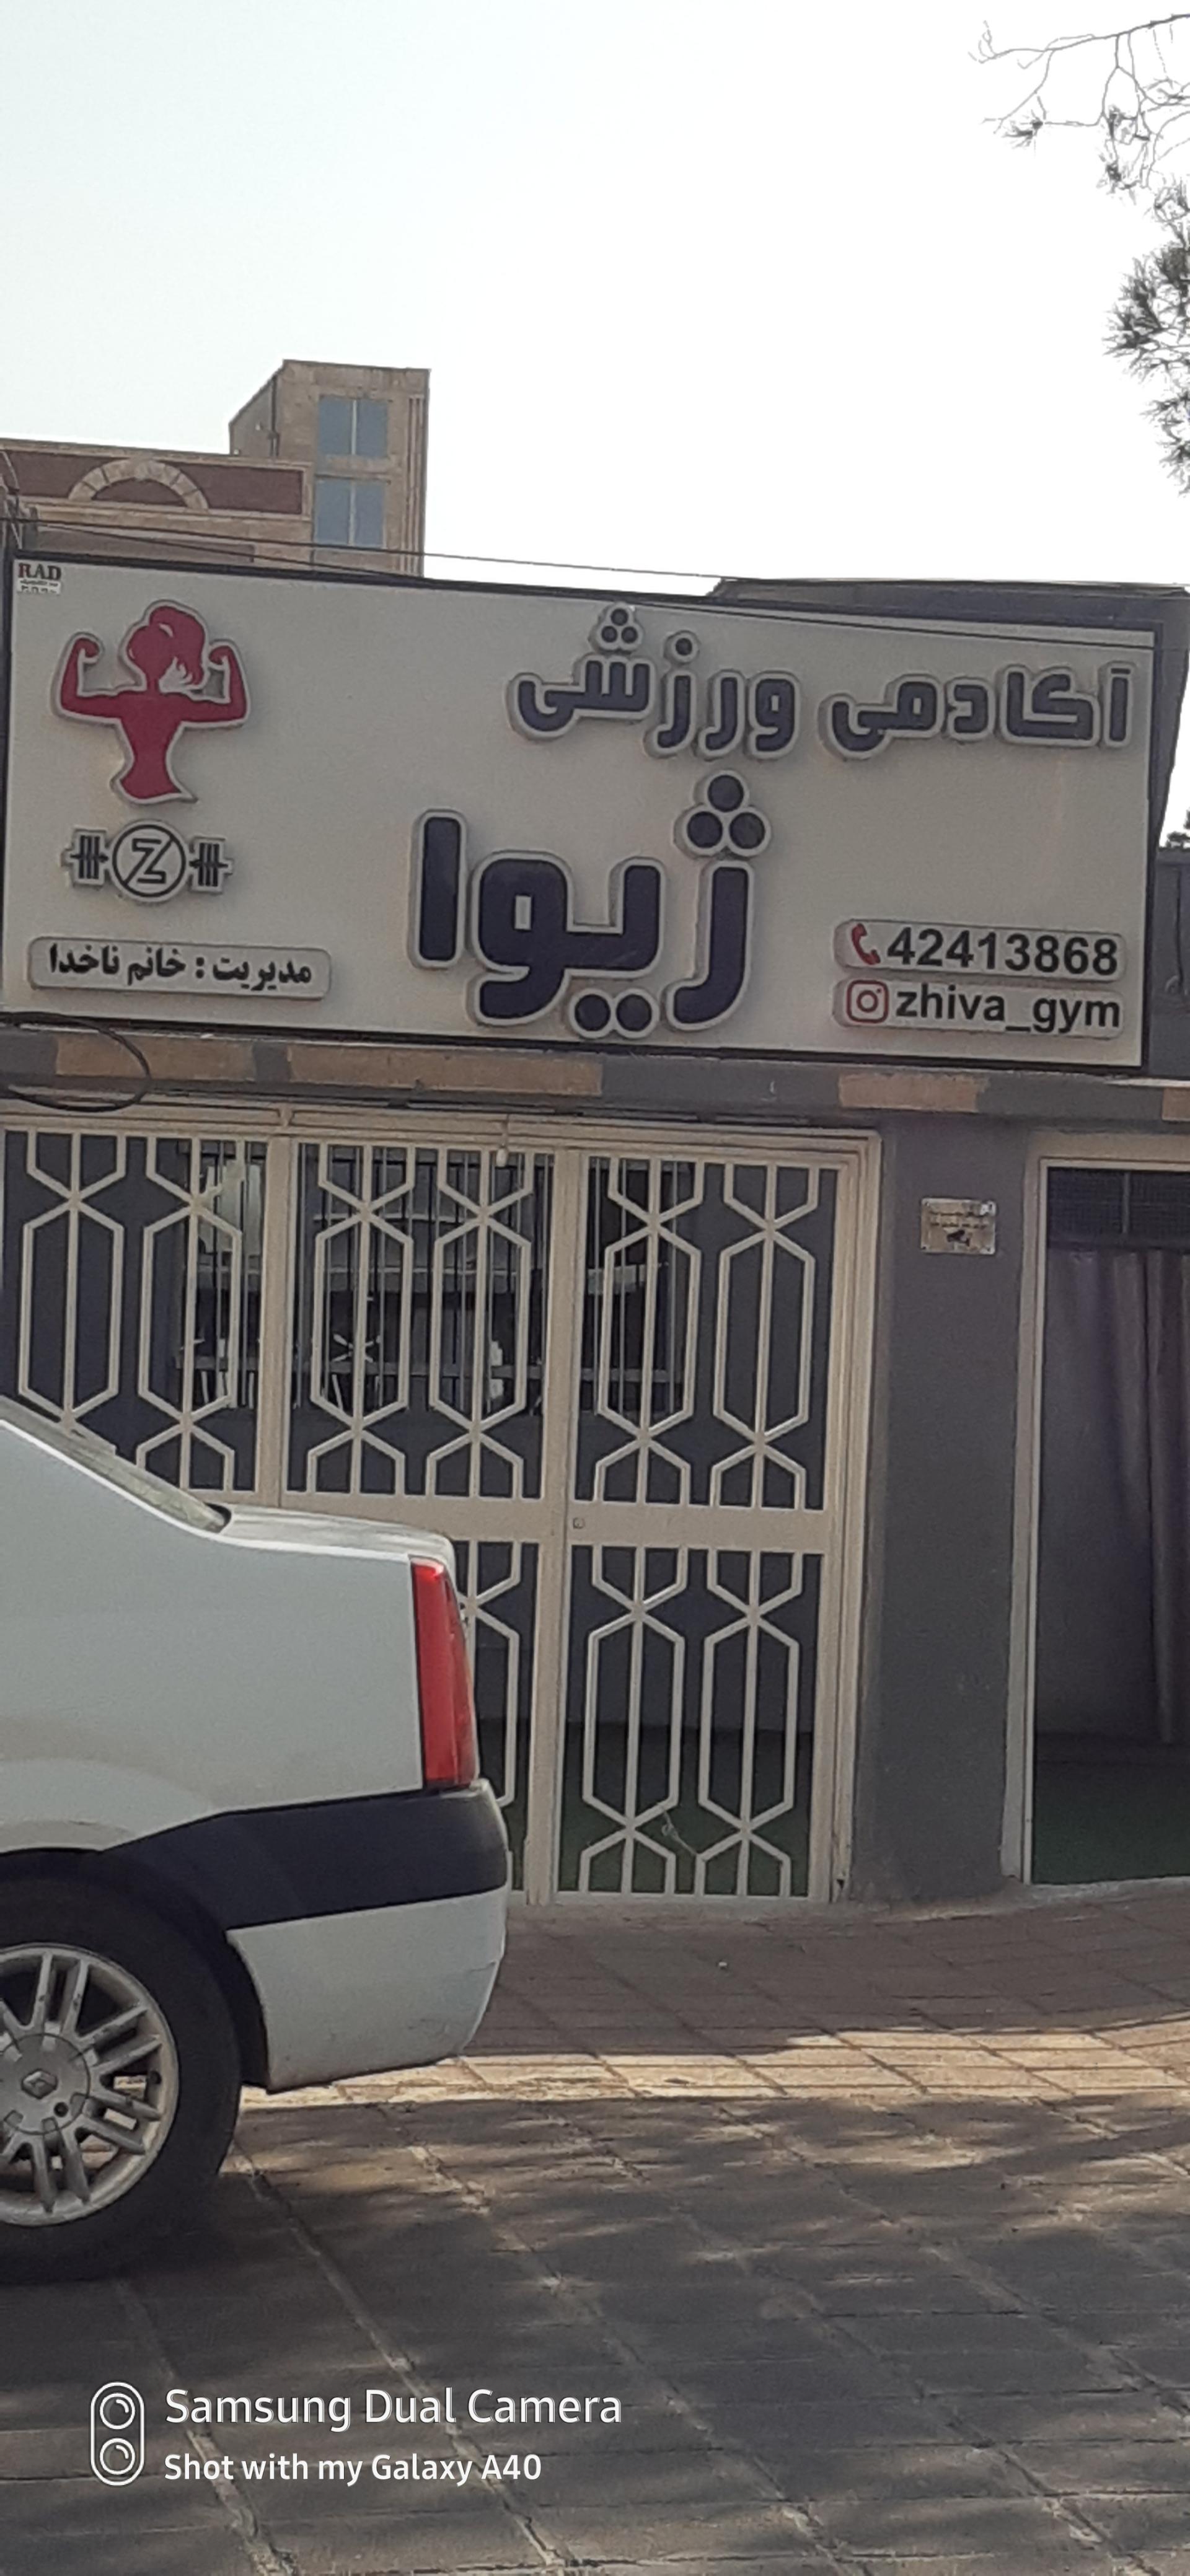 RAD
آکادمی ورزشی
ژیوا
Z
مدیریت : خانم ناخدا
42413868
zhiva_gym
Samsung Dual Camera
Shot with my Galaxy A40